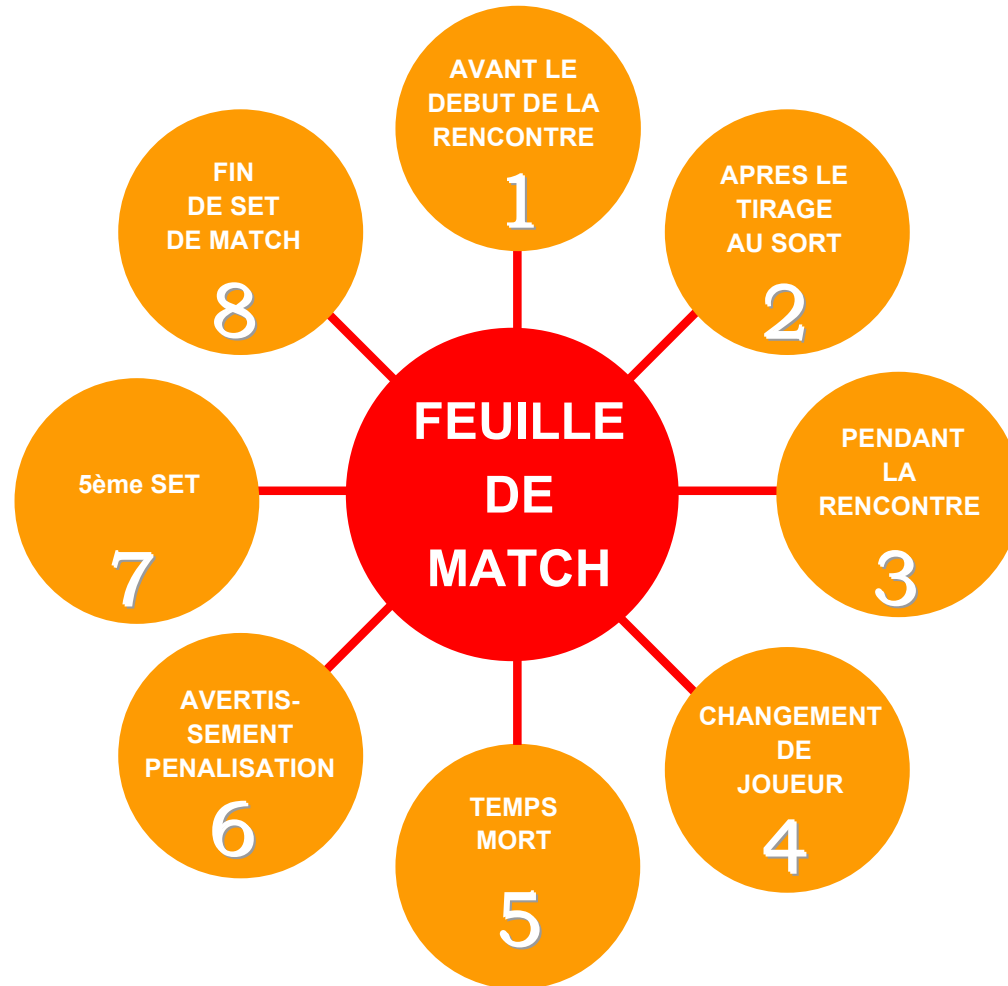 FEUILLE
DE
MATCH
AVANT LE
DEBUT DE LA
RENCONTRE
1
APRES LE
TIRAGE
AU SORT
2
PENDANT
LA
RENCONTRE
3
CHANGEMENT
DE
JOUEUR
4
TEMPS
MORT
5
AVERTIS-
SEMENT
PENALISATION
6
5ème SET
7
FIN
DE SET
DE MATCH
8